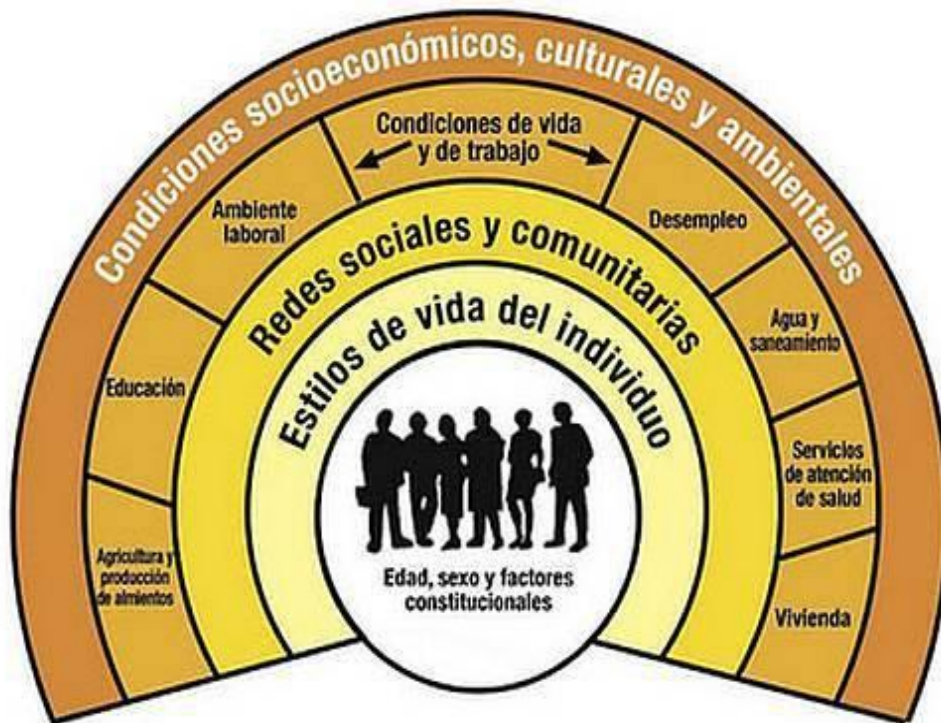 Condiciones socioeconómicos, culturales y ambientales
Condiciones de vida
y de trabajo
Ambiente
laboral
Desempleo
Redes sociales y comunitarias
Agua y
saneamiento
Estilos de vida del individuo
Educación
Servicios
de atención
de salud
Agricultura y
producción
de almientos
Edad, sexo y factores
constitucionales
Vivienda